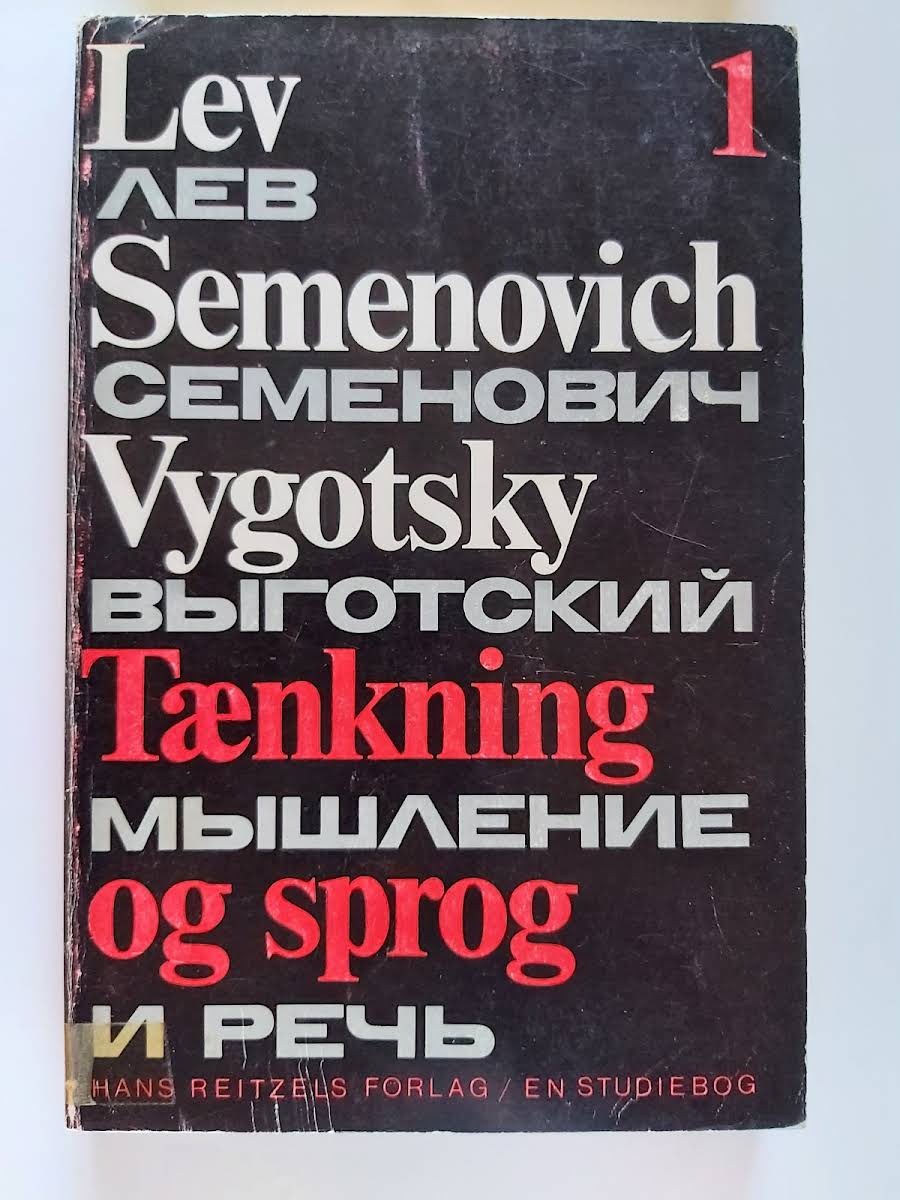 Lev
1
ЛЕВ
Semenovich
СЕМЕНОВИЧ
Vygotsky
ВЫГОТСКИЙ
Tænkning
МЫШЛЕНИЕ
og sprog
И РЕЧЬ
HANS REITZELS FORLAG / EN STUDIEBOG